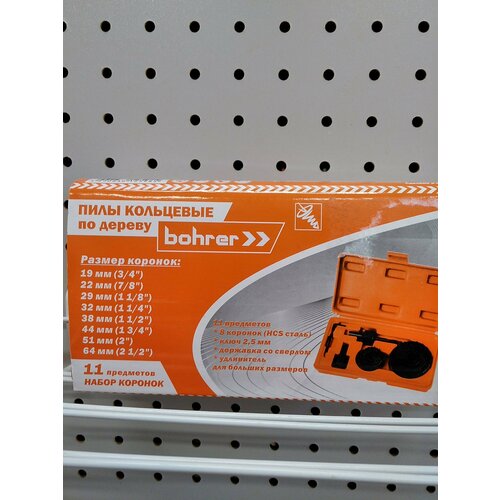 ПИЛЫ КОЛЬЦЕВЫЕ
по дереву
bohrer
Размер коронок:
19 мм (3/4")
22 мм (7/8")
29 мм (1 1/8")
32 мм (1 1/4")
38 мм (1 1/2")
44 мм (1 3/4")
51 мм (2")
64 мм (2 1/2")
11 предметов
НАБОР КОРОНОК
11 предметов
* 8 коронок (HCS сталь)
* ключ 2,5 мм
* державка со сверлом
* удлинитель
для больших размеров